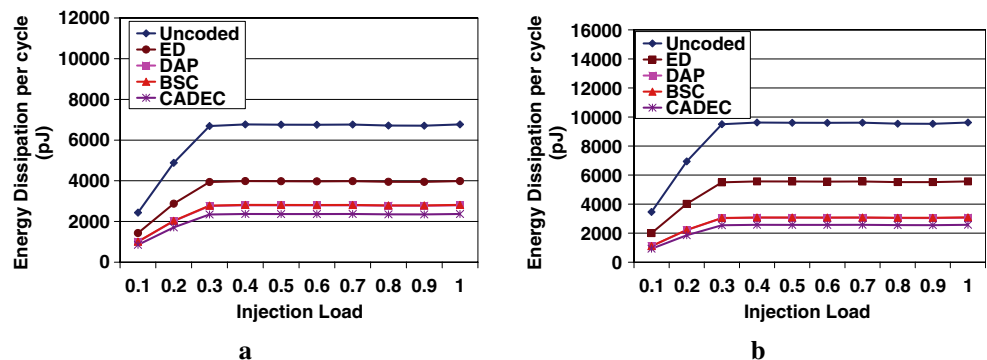 Energy Dissipation per cycle
(pJ)
12000
10000
8000
6000
4000
2000
0
Uncoded
ED
DAP
BSC
CADEC
0.1 0.2 0.3 0.4 0.5 0.6 0.7 0.8 0.9 1
Injection Load
a
Energy Dissipation per cycle
(pJ)
16000
14000
12000
10000
8000
6000
4000
2000
0
Uncoded
ED
DAP
BSC
CADEC
0.1 0.2 0.3 0.4 0.5 0.6 0.7 0.8 0.9 1
Injection Load
b